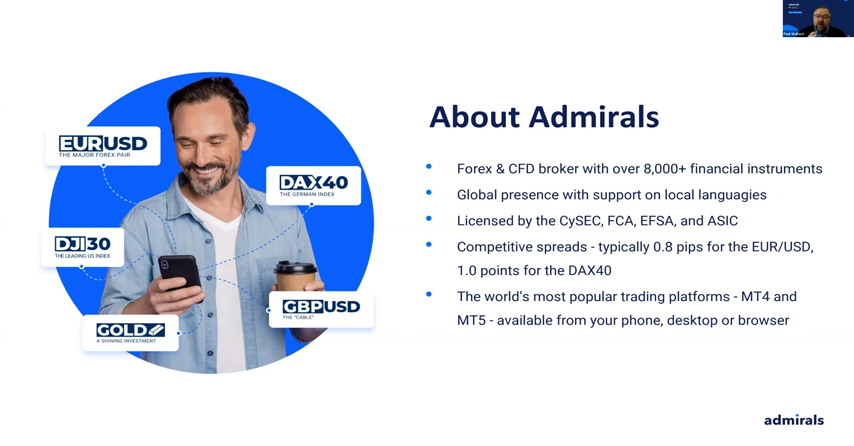 admirals
Paul Wallace
EURUSD
THE MAJOR FOREX PAIR
DAX40
THE GERMAN INDEX
DJI30
THE LEADING US INDEX
GBPUSD
THE "CABLE"
GOLD
A SHINING INVESTMENT
About Admirals
Forex & CFD broker with over 8,000+ financial instruments
Global presence with support on local languagies
Licensed by the CySEC, FCA, EFSA, and ASIC
Competitive spreads - typically 0.8 pips for the EUR/USD,
1.0 points for the DAX40
The world's most popular trading platforms - MT4 and
MT5 - available from your phone, desktop or browser
admirals